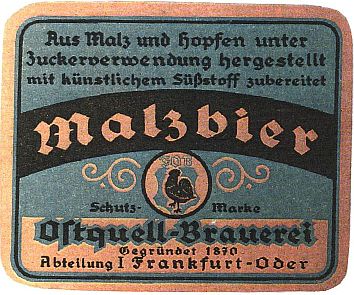 Aus Malz und Hopfen unter
Zuckerverwendung hergestellt
mit künstlichem Süßstoff zubereitet
Malzbier
Schutz-Marke
Ostquell-Brauerei
Gegründet 1870
Abteilung I Frankfurt-Oder